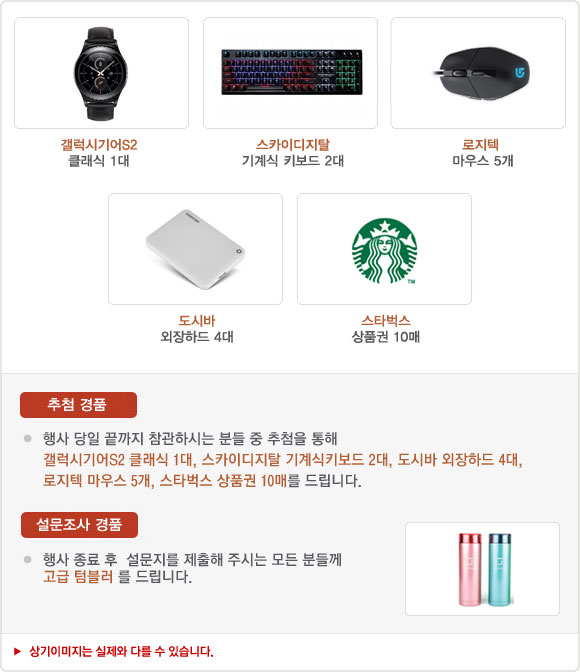 갤럭시기어S2
클래식 1대
스카이디지탈
기계식 키보드 2대
로지텍
마우스 5개
TM
도시바
외장하드 4대
스타벅스
상품권 10매
추첨 경품
행사 당일 끝까지 참관하시는 분들 중 추첨을 통해
갤럭시기어S2 클래식 1대, 스카이디지탈 기계식키보드 2대, 도시바 외장하드 4대,
로지텍 마우스 5개, 스타벅스 상품권 10매를 드립니다.
설문조사 경품
행사 종료 후 설문지를 제출해 주시는 모든 분들께
고급 텀블러 를 드립니다.
상기이미지는 실제와 다를 수 있습니다.